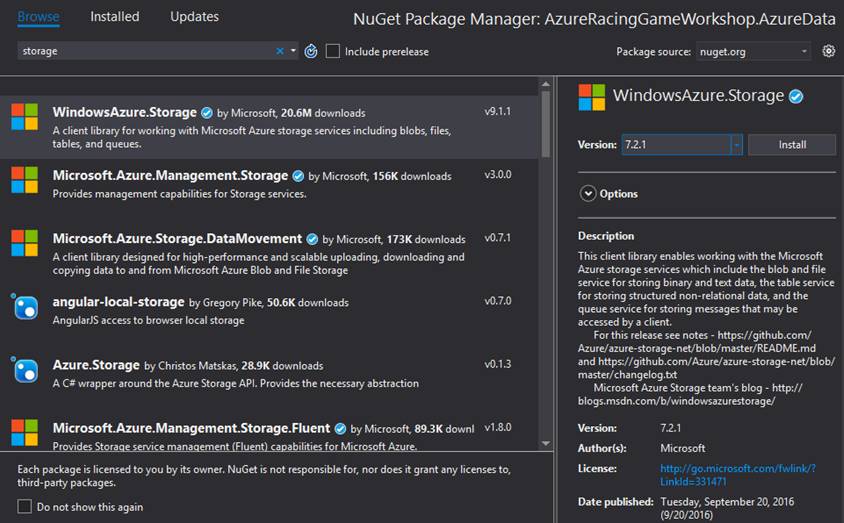 Browse Installed Updates NuGet Package Manager: AzureRacingGameWorkshop.AzureData
storage Include prerelease Package source: nuget.org
WindowsAzure.Storage by Microsoft, 20.6M downloads v9.1.1
A client library for working with Microsoft Azure storage services including blobs, files,
tables, and queues.
Microsoft.Azure.Management.Storage by Microsoft, 156K downloads v3.0.0
Provides management capabilities for Storage services.
Microsoft.Azure.Storage.DataMovement by Microsoft, 173K downloads v0.7.1
A client library designed for high-performance and scalable uploading, downloading and
copying data to and from Microsoft Azure Blob and File Storage
angular-local-storage by Gregory Pike, 50.6K downloads v0.7.0
AngularJS access to browser local storage
Azure.Storage by Christos Matskas, 28.9K downloads v0.1.3
A C# wrapper around the Azure Storage API. Provides the necessary abstraction
Microsoft.Azure.Management.Storage.Fluent by Microsoft, 89.3K downl v1.8.0
Provides Storage service management (Fluent) capabilities for Microsoft Azure.
Each package is licensed to you by its owner. NuGet is not responsible for, nor does it grant any licenses to,
third-party packages.
Do not show this again
WindowsAzure.Storage
Version: 7.2.1 Install
Options
Description
This client library enables working with the Microsoft
Azure storage services which include the blob and file
service for storing binary and text data, the table service
for storing structured non-relational data, and the
queue service for storing messages that may be
accessed by a client.
For this release see notes - https://github.com/
Azure/azure-storage-net/blob/master/README.md
and https://github.com/Azure/azure-storage-net/blob/
master/changelog.txt
Microsoft Azure Storage team's blog - http://
blogs.msdn.com/b/windowsazurestorage/
Version: 7.2.1
Author(s): Microsoft
License: http://go.microsoft.com/fwlink/?
LinkId=331471
Date published: Tuesday, September 20, 2016
(9/20/2016)